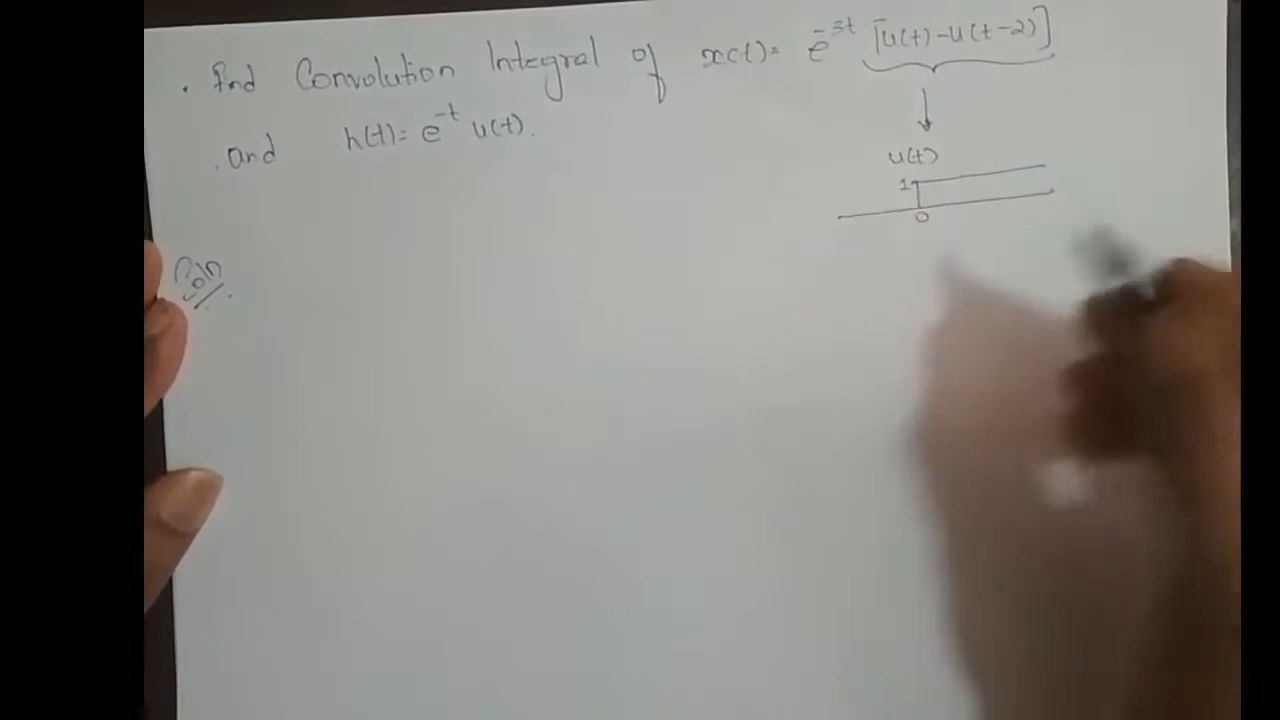 . find Convolution Integral of x(t)= e^-3t [u(t)-u(t-2)]
. and h(t)= e^-t u(t).
u(t)
1
0
Soln